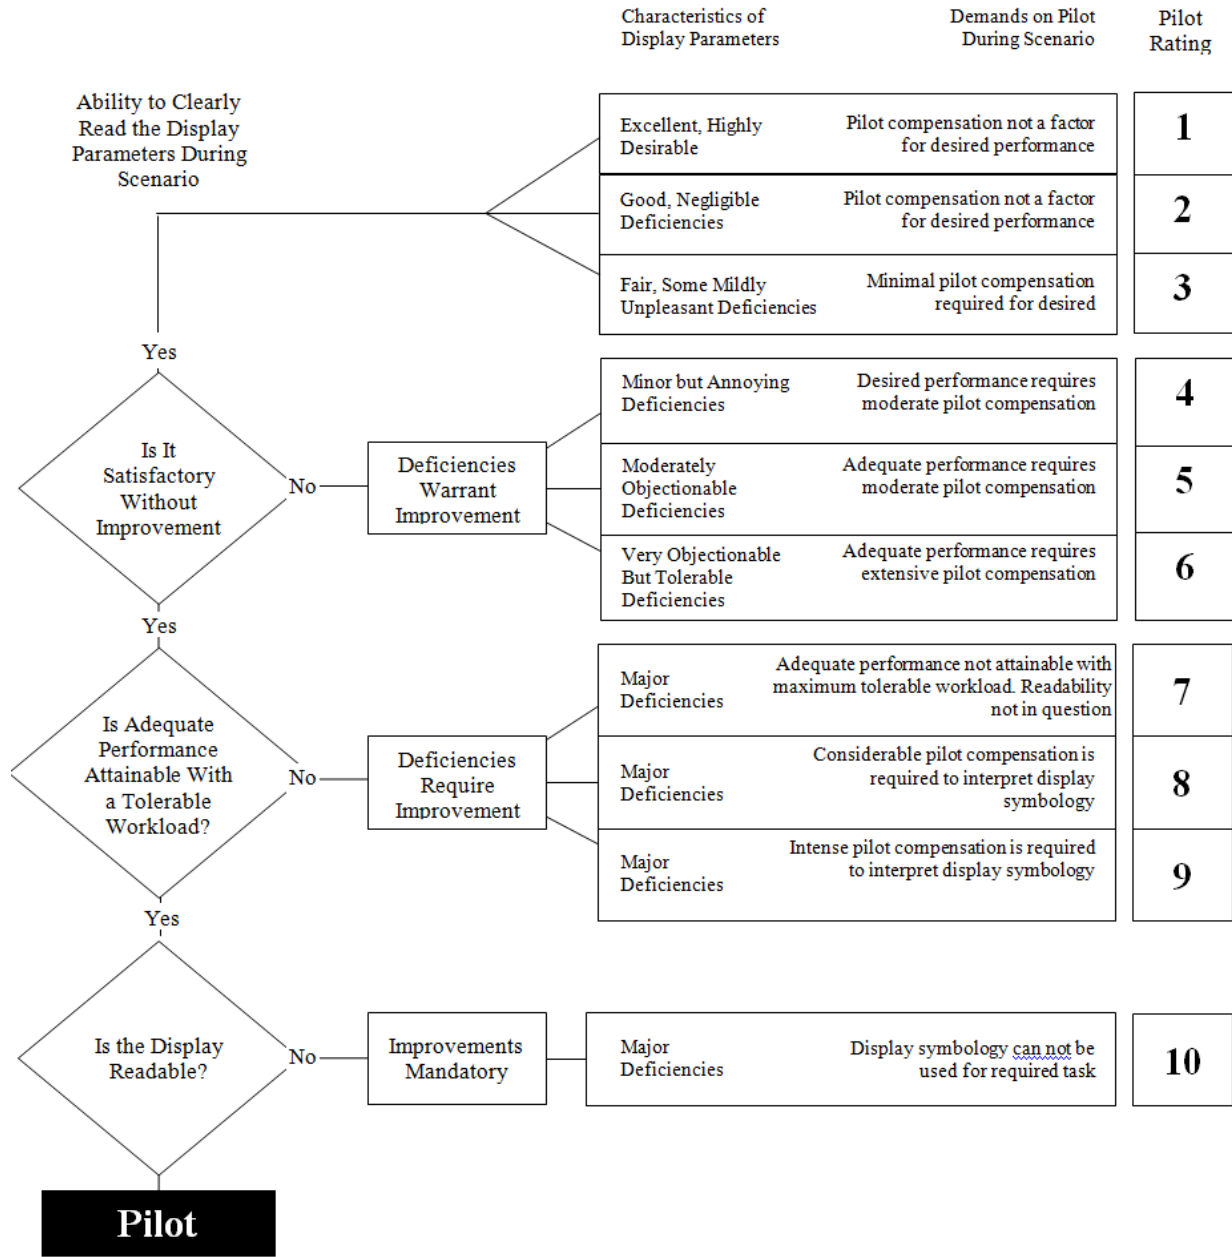 Characteristics of
Display Parameters
Demands on Pilot
During Scenario
Pilot
Rating
Ability to Clearly
Read the Display
Parameters During
Scenario
Excellent, Highly
Desirable
Pilot compensation not a factor
for desired performance
1
Good, Negligible
Deficiencies
Pilot compensation not a factor
for desired performance
2
Fair, Some Mildly
Unpleasant Deficiencies
Minimal pilot compensation
required for desired
3
Yes
Is It
Satisfactory
Without
Improvement
No
Deficiencies
Warrant
Improvement
Minor but Annoying
Deficiencies
Desired performance requires
moderate pilot compensation
4
Moderately
Objectionable
Deficiencies
Adequate performance requires
moderate pilot compensation
5
Very Objectionable
But Tolerable
Deficiencies
Adequate performance requires
extensive pilot compensation
6
Yes
Is Adequate
Performance
Attainable With
a Tolerable
Workload?
No
Deficiencies
Require
Improvement
Major
Deficiencies
Adequate performance not attainable with
maximum tolerable workload. Readability
not in question
7
Major
Deficiencies
Considerable pilot compensation is
required to interpret display
symbology
8
Major
Deficiencies
Intense pilot compensation is required
to interpret display symbology
9
Yes
Is the Display
Readable?
No
Improvements
Mandatory
Major
Deficiencies
Display symbology can not be
used for required task
10
Pilot